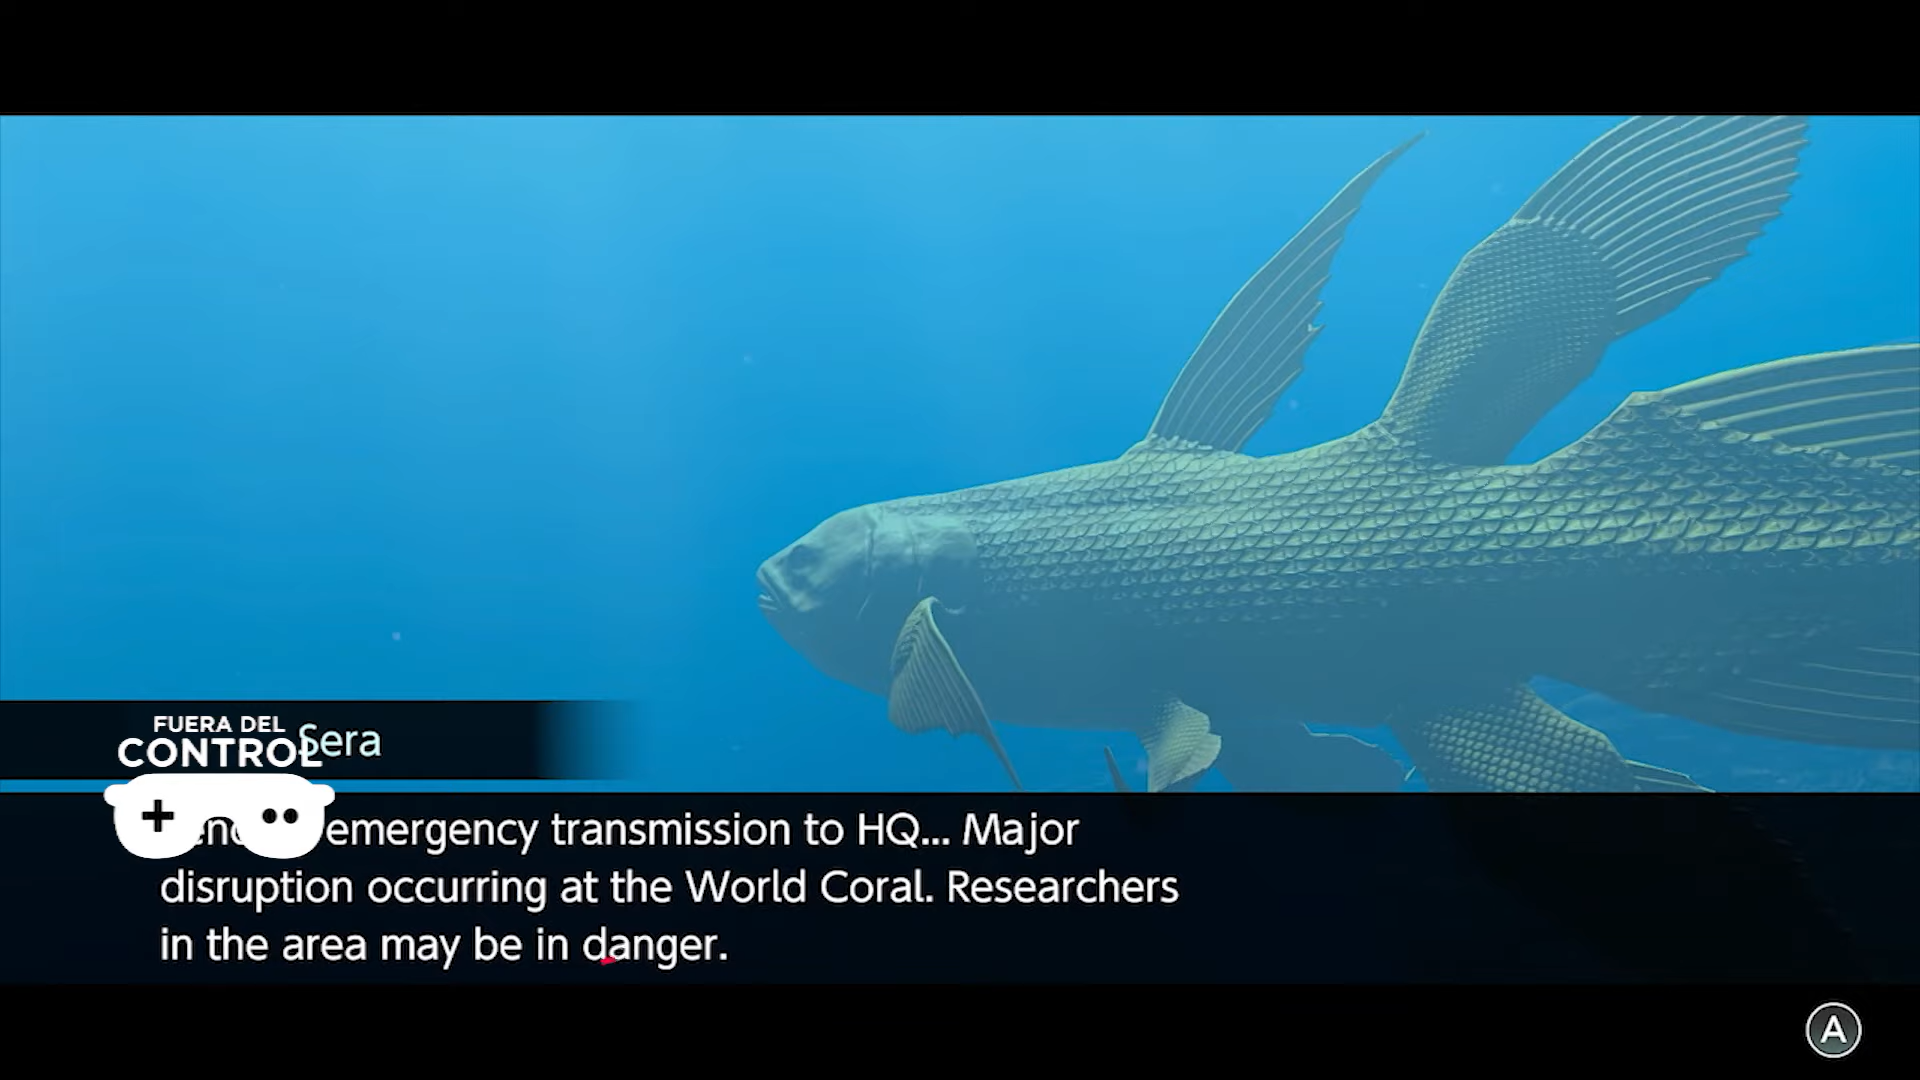 FUERA DEL
CONTROL
Sera
emergency transmission to HQ... Major
disruption occurring at the World Coral. Researchers
in the area may be in danger.
A